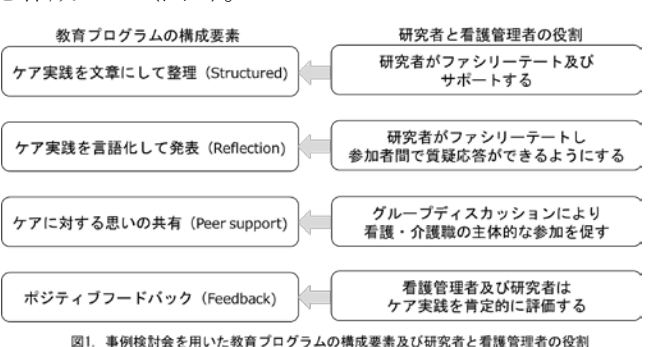 教育プログラムの構成要素
研究者と看護管理者の役割
ケア実践を文章にして整理（Structured)
研究者がファシリーテート及び
サポートする
ケア実践を言語化して発表（Reflection)
研究者がファシリーテートし
参加者間で質疑応答ができるようにする
ケアに対する思いの共有（Peer support)
グループディスカッションにより
看護・介護職の主体的な参加を促す
ポジティブフードバック（Feedback)
看護管理者及び研究者は
ケア実践を肯定的に評価する
図1．事例検討会を用いた教育プログラムの構成要素及び研究者と看護管理者の役割